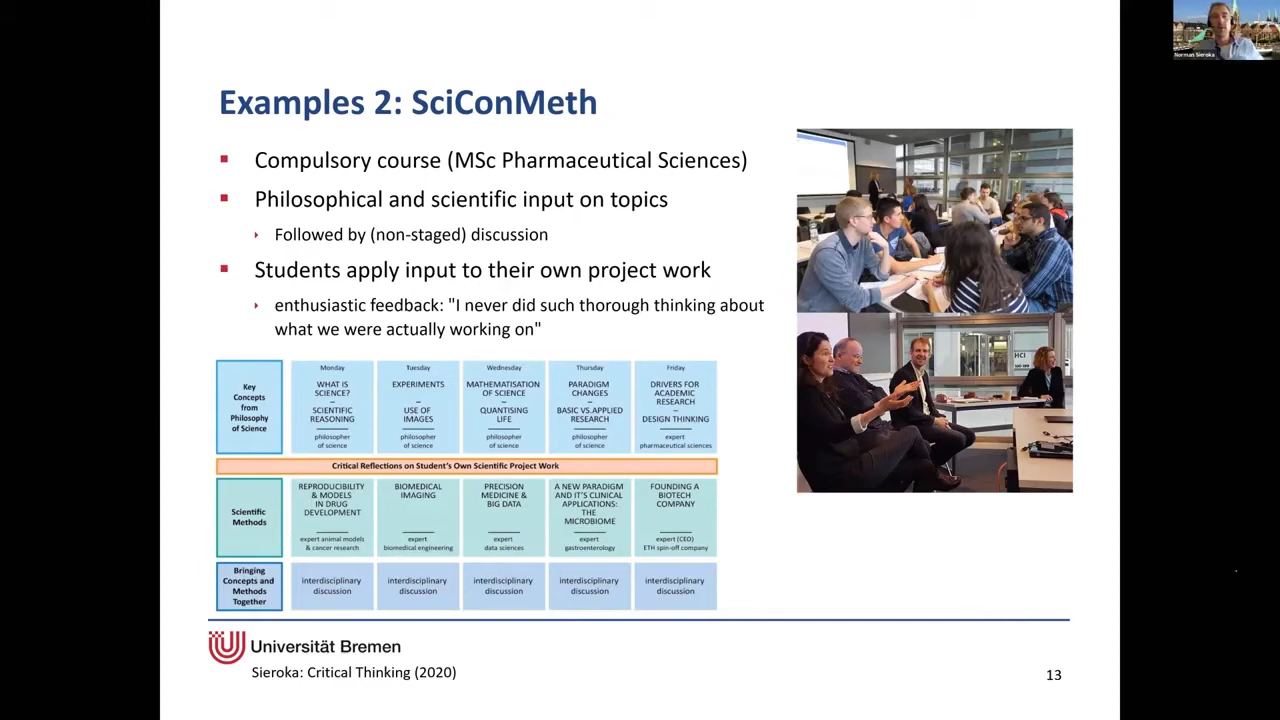 Norman Sieroka
Examples 2: SciConMeth
Compulsory course (MSc Pharmaceutical Sciences)
Philosophical and scientific input on topics
Followed by (non-staged) discussion
Students apply input to their own project work
enthusiastic feedback: "I never did such thorough thinking about
what we were actually working on"
HCI
Key
Concepts
from
Philosophy
of Science
Monday
WHAT IS
SCIENCE?
–
SCIENTIFIC
REASONING
philosopher
of science
Tuesday
EXPERIMENTS
–
USE OF
IMAGES
philosopher
of science
Wednesday
MATHEMATISATION
OF SCIENCE
–
QUANTISING
LIFE
philosopher
of science
Thursday
PARADIGM
CHANGES
–
BASIC VS.APPLIED
RESEARCH
philosopher
of science
Friday
DRIVERS FOR
ACADEMIC
RESEARCH
–
DESIGN THINKING
expert
pharmaceutical sciences
Critical Reflections on Student's Own Scientific Project Work
Scientific
Methods
REPRODUCIBILITY
& MODELS
IN DRUG
DEVELOPMENT
expert animal models
& cancer research
BIOMEDICAL
IMAGING
expert
biomedical engineering
PRECISION
MEDICINE &
BIG DATA
expert
data sciences
A NEW PARADIGM
AND IT'S CLINICAL
APPLICATIONS:
THE
MICROBIOME
expert
gastroenterology
FOUNDING A
BIOTECH
COMPANY
expert (CEO)
ETH spin-off company
Bringing
Concepts and
Methods
Together
interdisciplinary
discussion
interdisciplinary
discussion
interdisciplinary
discussion
interdisciplinary
discussion
interdisciplinary
discussion
Universität Bremen
Sieroka: Critical Thinking (2020)
13